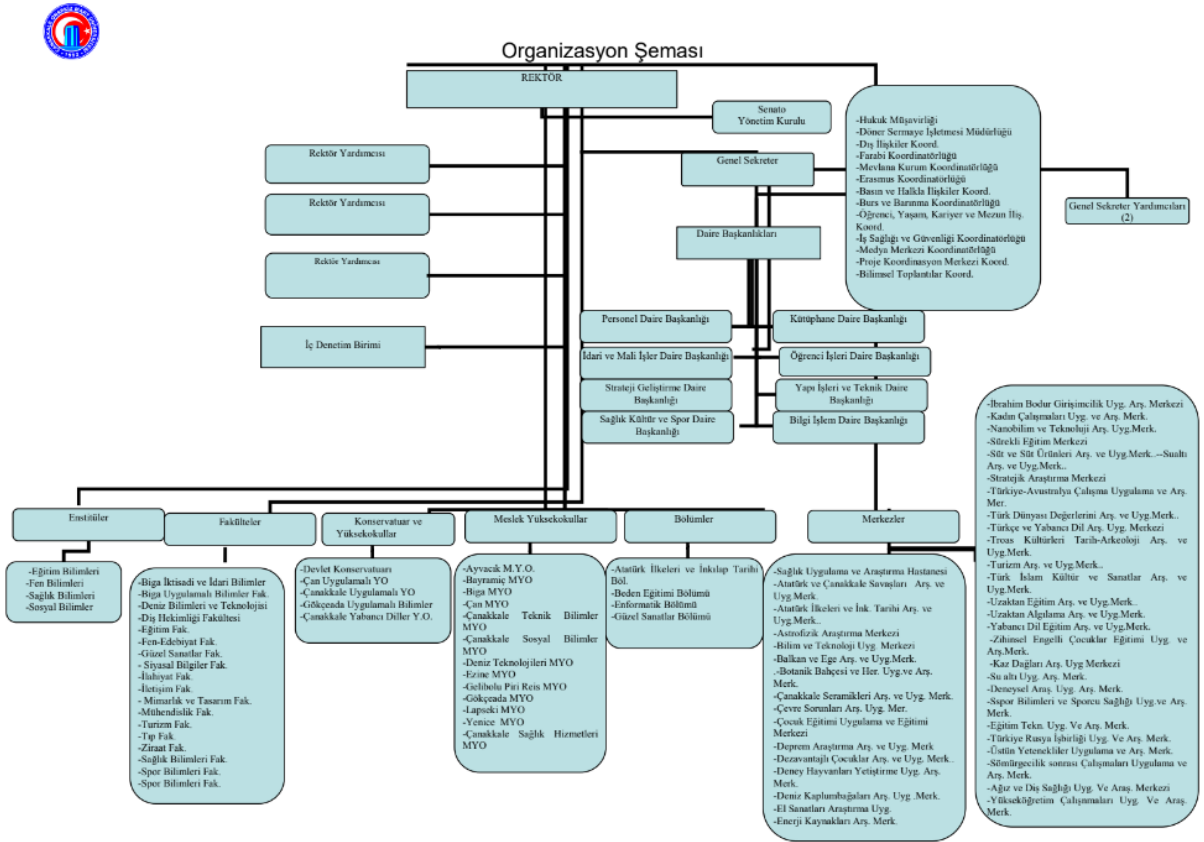 Organizasyon Şeması
REKTÖR
Senato
Yönetim Kurulu
-Hukuk Müşavirliği
-Döner Sermaye İşletmesi Müdürlüğü
-Dış İlişkiler Koord.
-Farabi Koordinatörlüğü
-Mevlana Kurum Koordinatörlüğü
-Erasmus Koordinatörlüğü
-Basın ve Halkla İlişkiler Koord.
-Burs ve Barınma Koordinatörlüğü
-Öğrenci, Yaşam, Kariyer ve Mezun İliş.
Koord.
-İş Sağlığı ve Güvenliği Koordinatörlüğü
-Medya Merkezi Koordinatörlüğü
-Proje Koordinasyon Merkezi Koord.
-Bilimsel Toplantılar Koord.
Rektör Yardımcısı
Rektör Yardımcısı
Rektör Yardımcısı
Genel Sekreter
Genel Sekreter Yardımcıları
(2)
Daire Başkanlıkları
İç Denetim Birimi
Personel Daire Başkanlığı
Kütüphane Daire Başkanlığı
İdari ve Mali İşler Daire Başkanlığı
Öğrenci İşleri Daire Başkanlığı
Strateji Geliştirme Daire
Başkanlığı
Yapı İşleri ve Teknik Daire
Başkanlığı
Sağlık Kültür ve Spor Daire
Başkanlığı
Bilgi İşlem Daire Başkanlığı
Enstitüler
-Eğitim Bilimleri
-Fen Bilimleri
-Sağlık Bilimleri
-Sosyal Bilimler
Fakülteler
-Biga İktisadi ve İdari Bilimler
-Biga Uygulamalı Bilimler Fak.
-Deniz Bilimleri ve Teknolojisi
-Diş Hekimliği Fakültesi
-Eğitim Fak.
-Fen-Edebiyat Fak.
-Güzel Sanatlar Fak.
- Siyasal Bilgiler Fak.
-İlahiyat Fak.
-İletişim Fak.
- Mimarlık ve Tasarım Fak.
-Mühendislik Fak.
-Turizm Fak.
-Tıp Fak.
-Ziraat Fak.
-Sağlık Bilimleri Fak.
-Spor Bilimleri Fak.
-Spor Bilimleri Fak.
Konservatuar ve
Yüksekokullar
-Devlet Konservatuarı
-Çan Uygulamalı YO
-Çanakkale Uygulamalı YO
-Gökçeada Uygulamalı Bilimler
-Çanakkale Yabancı Diller Y.O.
Meslek Yüksekokullar
-Ayvacık M.Y.O.
-Bayramiç MYO
-Biga MYO
-Çan MYO
-Çanakkale Teknik Bilimler
MYO
-Çanakkale Sosyal Bilimler
MYO
-Deniz Teknolojileri MYO
-Ezine MYO
-Gelibolu Piri Reis MYO
-Gökçeada MYO
-Lapseki MYO
-Yenice MYO
-Çanakkale Sağlık Hizmetleri
MYO
Bölümler
-Atatürk İlkeleri ve İnkılap Tarihi
Böl.
-Beden Eğitimi Bölümü
-Enformatik Bölümü
-Güzel Sanatlar Bölümü
Merkezler
-Sağlık Uygulama ve Araştırma Hastanesi
-Atatürk ve Çanakkale Savaşları Arş. ve
Uyg.Merk.
-Atatürk İlkeleri ve İnk. Tarihi Arş. ve
Uyg.Merk..
-Astrofizik Araştırma Merkezi
-Bilim ve Teknoloji Uyg. Merkezi
-Balkan ve Ege Arş. ve Uyg.Merk.
.-Botanik Bahçesi ve Her. Uyg.ve Arş.
Merk.
-Çanakkale Seramikleri Arş. ve Uyg. Merk.
-Çevre Sorunları Arş. Uyg. Mer.
-Çocuk Eğitimi Uygulama ve Eğitimi
Merkezi
-Deprem Araştırma Arş. ve Uyg. Merk
-Dezavantajlı Çocuklar Arş. ve Uyg. Merk..
-Deney Hayvanları Yetiştirme Uyg. Arş.
Merk.
-Deniz Kaplumbağaları Arş. Uyg .Merk.
-El Sanatları Araştırma Uyg.
-Enerji Kaynakları Arş. Merk.
-İbrahim Bodur Girişimcilik Uyg. Arş. Merkezi
-Kadın Çalışmaları Uyg. ve Arş. Merk.
-Nanobilim ve Teknoluji Arş. Uyg.Merk.
-Sürekli Eğitim Merkezi
-Süt ve Süt Ürünleri Arş. ve Uyg.Merk..--Sualtı
Arş. ve Uyg.Merk..
-Stratejik Araştırma Merkezi
-Türkiye-Avustralya Çalışma Uygulama ve Arş.
Mer.
-Türk Dünyası Değerlerini Arş. ve Uyg.Merk..
-Türkçe ve Yabancı Dil Arş. Uyg. Merkezi
-Troas Kültürleri Tarih-Arkeoloji Arş. ve
Uyg.Merk.
-Turizm Arş. ve Uyg.Merk..
-Türk İslam Kültür ve Sanatlar Arş. ve
Uyg.Merk.
-Uzaktan Eğitim Arş. ve Uyg.Merk..
-Uzaktan Algılama Arş. ve Uyg.Merk.
-Yabancı Dil Eğitim Arş. ve Uyg.Merk.
-Zihinsel Engelli Çocuklar Eğitimi Uyg. ve
Arş.Merk.
-Kaz Dağları Arş. Uyg Merkezi
-Su altı Uyg. Arş. Merk.
-Deneysel Araş. Uyg. Arş. Merk.
-Sspor Bilimleri ve Sporcu Sağlığı Uyg.ve Arş.
Merk.
-Eğitim Tekn. Uyg. Ve Arş. Merk.
-Türkiye Rusya İşbirliği Uyg. Ve Arş. Merk.
-Üstün Yetenekliler Uygulama ve Arş. Merk.
-Sömürgecilik sonrası Çalışmaları Uygulama ve
Arş. Merk.
-Ağız ve Diş Sağlığı Uyg. Ve Araş. Merkezi
-Yükseköğretim Çalışnmaları Uyg. Ve Araş.
Merk.